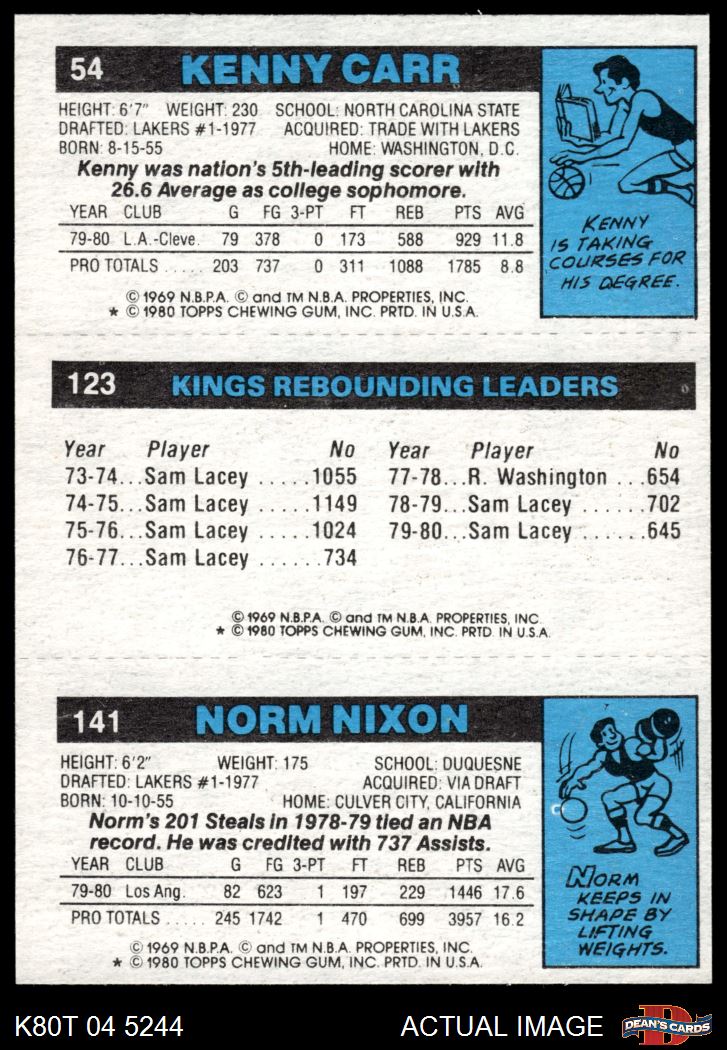 54 KENNY CARR
HEIGHT: 6'7" WEIGHT: 230 SCHOOL: NORTH CAROLINA STATE
DRAFTED: LAKERS #1-1977 ACQUIRED: TRADE WITH LAKERS
BORN: 8-15-55 HOME: WASHINGTON, D.C.
Kenny was nation's 5th-leading scorer with
26.6 Average as college sophomore.
YEAR CLUB G FG 3-PT FT REB PTS AVG
79-80 L.A.-Cleve. 79 378 0 173 588 929 11.8
PRO TOTALS ..... 203 737 0 311 1088 1785 8.8
© 1969 N.B.P.A. © and TM N.B.A. PROPERTIES, INC.
* © 1980 TOPPS CHEWING GUM, INC. PRTD. IN U.S.A.
KENNY
IS TAKING
COURSES FOR
HIS DEGREE.
123 KINGS REBOUNDING LEADERS
Year Player No Year Player No
73-74...Sam Lacey .....1055 77-78...R. Washington ...654
74-75...Sam Lacey .....1149 78-79...Sam Lacey ......702
75-76...Sam Lacey .....1024 79-80...Sam Lacey ......645
76-77...Sam Lacey ......734
© 1969 N.B.P.A. © and TM N.B.A. PROPERTIES, INC.
* © 1980 TOPPS CHEWING GUM, INC. PRTD. IN U.S.A.
141 NORM NIXON
HEIGHT: 6'2" WEIGHT: 175 SCHOOL: DUQUESNE
DRAFTED: LAKERS #1-1977 ACQUIRED: VIA DRAFT
BORN: 10-10-55 HOME: CULVER CITY, CALIFORNIA
Norm's 201 Steals in 1978-79 tied an NBA
record. He was credited with 737 Assists.
YEAR CLUB G FG 3-PT FT REB PTS AVG
79-80 Los Ang. 82 623 1 197 229 1446 17.6
PRO TOTALS ..... 245 1742 1 470 699 3957 16.2
© 1969 N.B.P.A. © and TM N.B.A. PROPERTIES, INC.
* © 1980 TOPPS CHEWING GUM, INC. PRTD. IN U.S.A.
NORM
KEEPS IN
SHAPE BY
LIFTING
WEIGHTS.
K80T 04 5244 ACTUAL IMAGE D DEAN'S CARDS